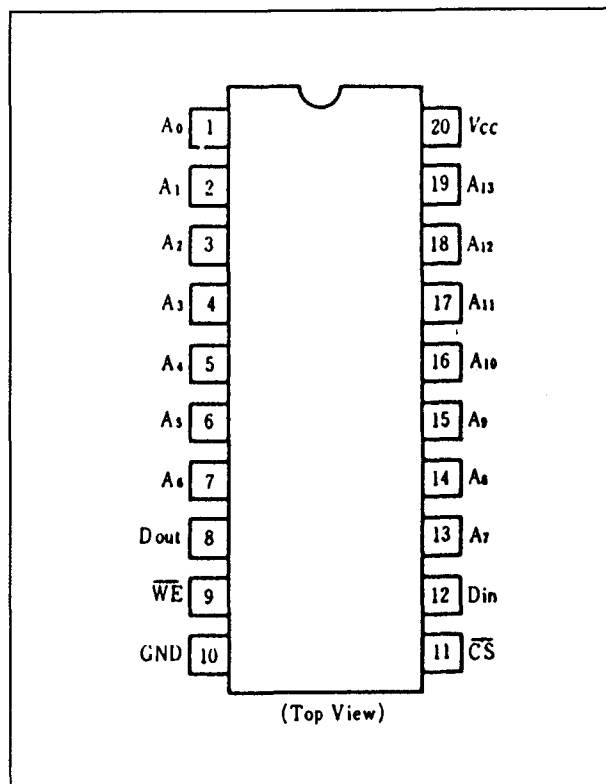 A0 1 20 Vcc
A1 2 19 A13
A2 3 18 A12
A3 4 17 A11
A4 5 16 A10
A5 6 15 A9
A6 7 14 A8
Dout 8 13 A7
W̅E̅ 9 12 Din
GND 10 11 C̅S̅
(Top View)